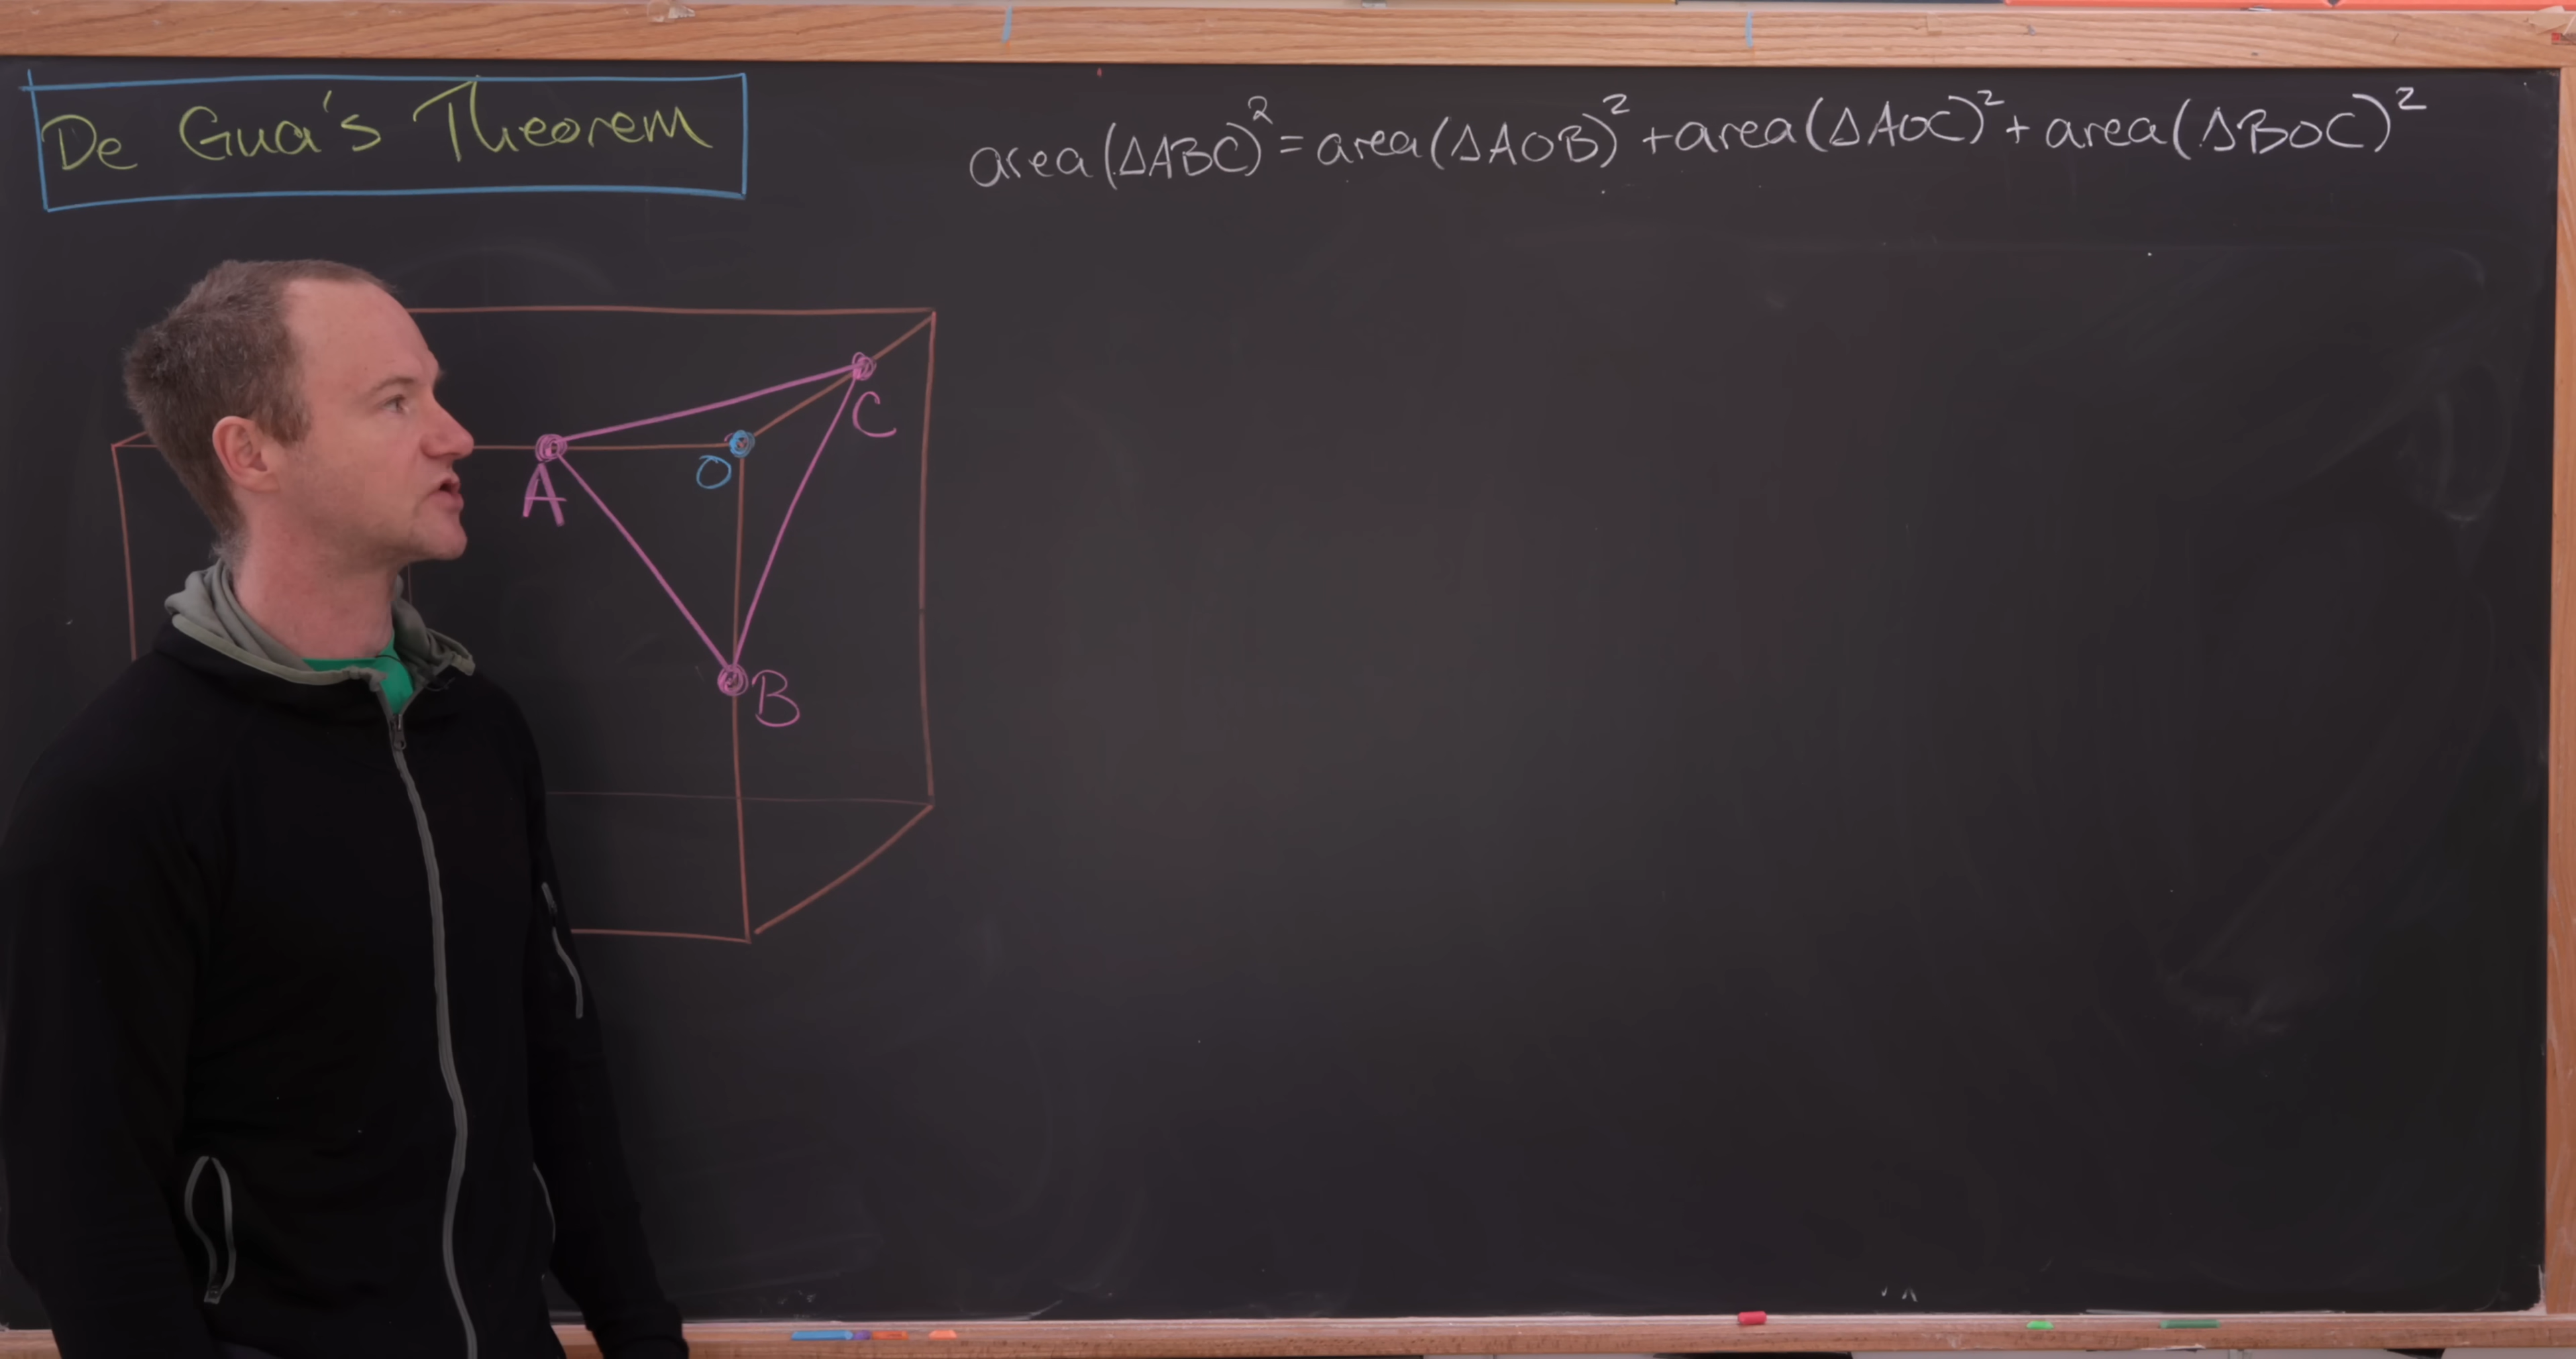 De Gua's Theorem
area(ΔABC)² = area(ΔAOB)² + area(ΔAOC)² + area(ΔBOC)²
C
A
O
B